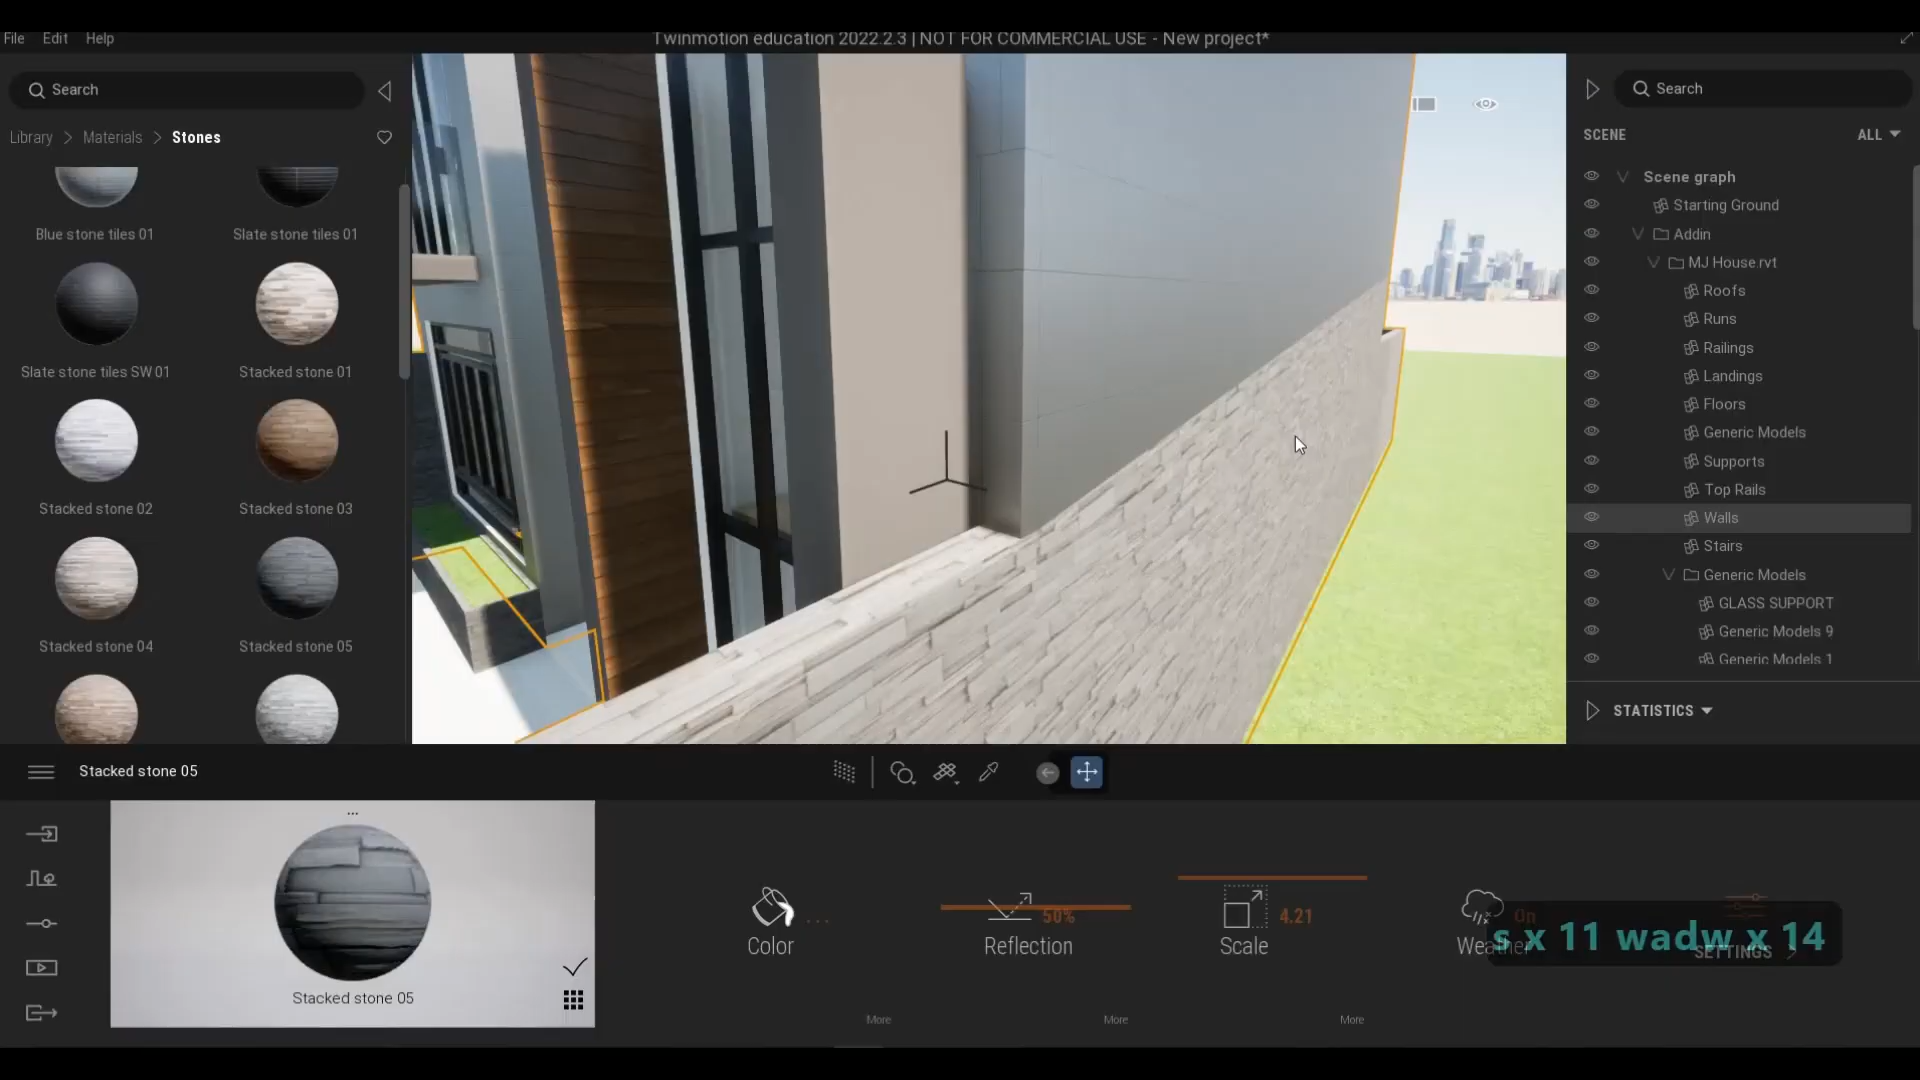 File Edit Help
Twinmotion education 2022.2.3 | NOT FOR COMMERCIAL USE - New project*
Search
Library > Materials > Stones
Blue stone tiles 01
Slate stone tiles 01
Slate stone tiles SW 01
Stacked stone 01
Stacked stone 02
Stacked stone 03
Stacked stone 04
Stacked stone 05
Search
SCENE
ALL
Scene graph
Starting Ground
Addin
MJ House.rvt
Roofs
Runs
Railings
Landings
Floors
Generic Models
Supports
Top Rails
Walls
Stairs
Generic Models
GLASS SUPPORT
Generic Models 9
Generic Models 1
STATISTICS
Stacked stone 05
...
Stacked stone 05
Color
...
Reflection
50%
Scale
4.21
Weather
On
SETTINGS
s x 11 wadw x 14
More
More
More